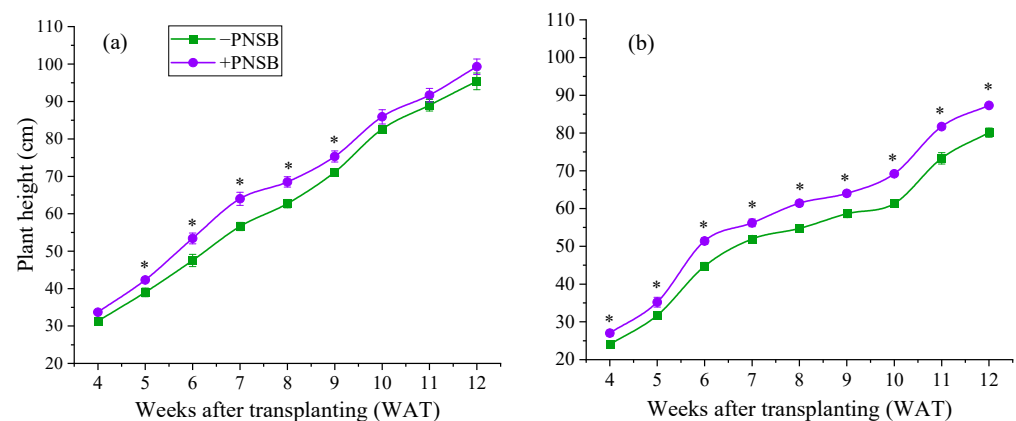 (a)
−PNSB
+PNSB
110
100
90
80
70
60
50
40
30
20
Plant height (cm)
* * * * *
4 5 6 7 8 9 10 11 12
Weeks after transplanting (WAT)
(b)
110
100
90
80
70
60
50
40
30
20
* * * * * * * * *
4 5 6 7 8 9 10 11 12
Weeks after transplanting (WAT)